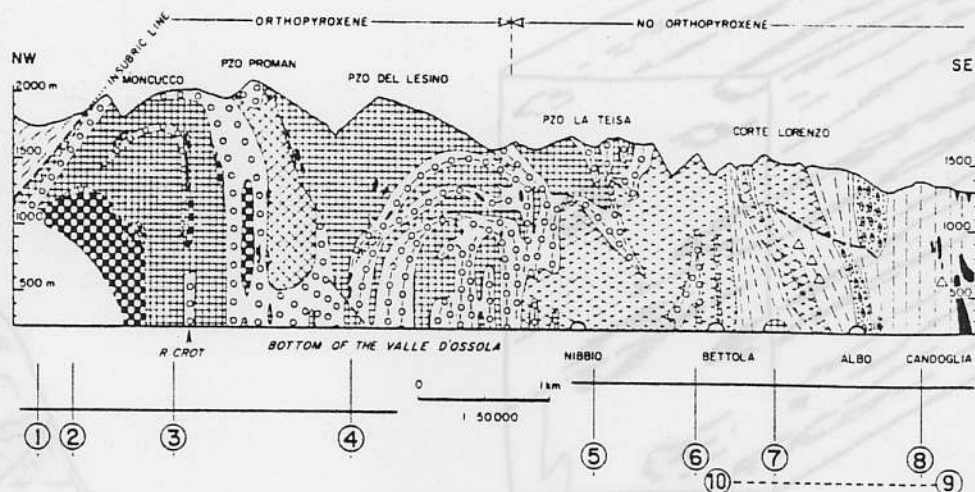 ORTHOPYROXENE NO ORTHOPYROXENE
NW INSUBRIC LINE SE
MONCUCCO PZO PROMAN PZO DEL LESINO PZO LA TEISA CORTE LORENZO
2000 m
1500 1500
1000 1000
500 m 500
R CROT BOTTOM OF THE VALLE D'OSSOLA NIBBIO BETTOLA ALBO CANDOGLIA
0 1 km
1 50000
1 2 3 4 5 6 7 8
10 9